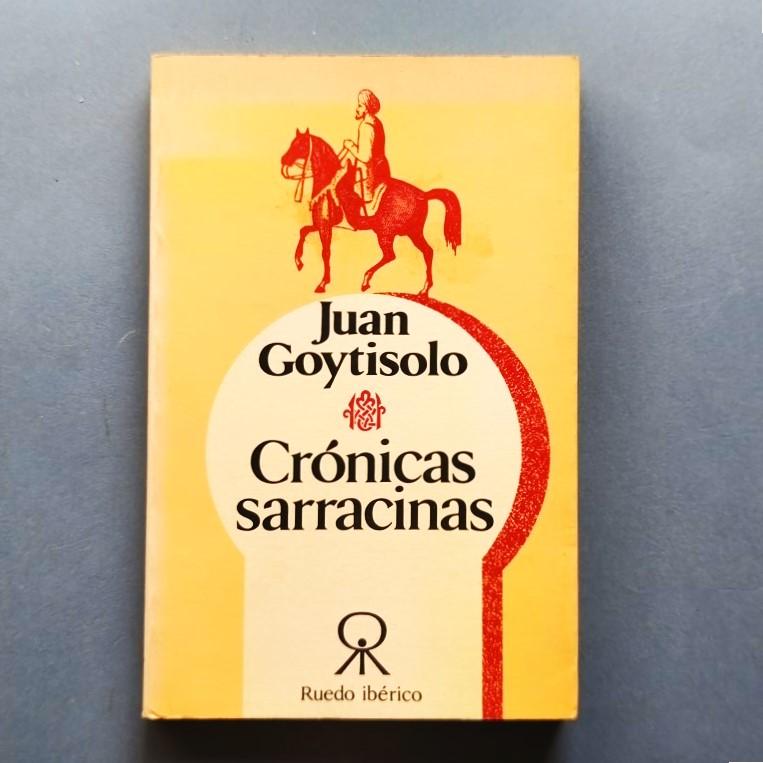 Juan
Goytisolo
Crónicas
sarracinas
Ruedo ibérico